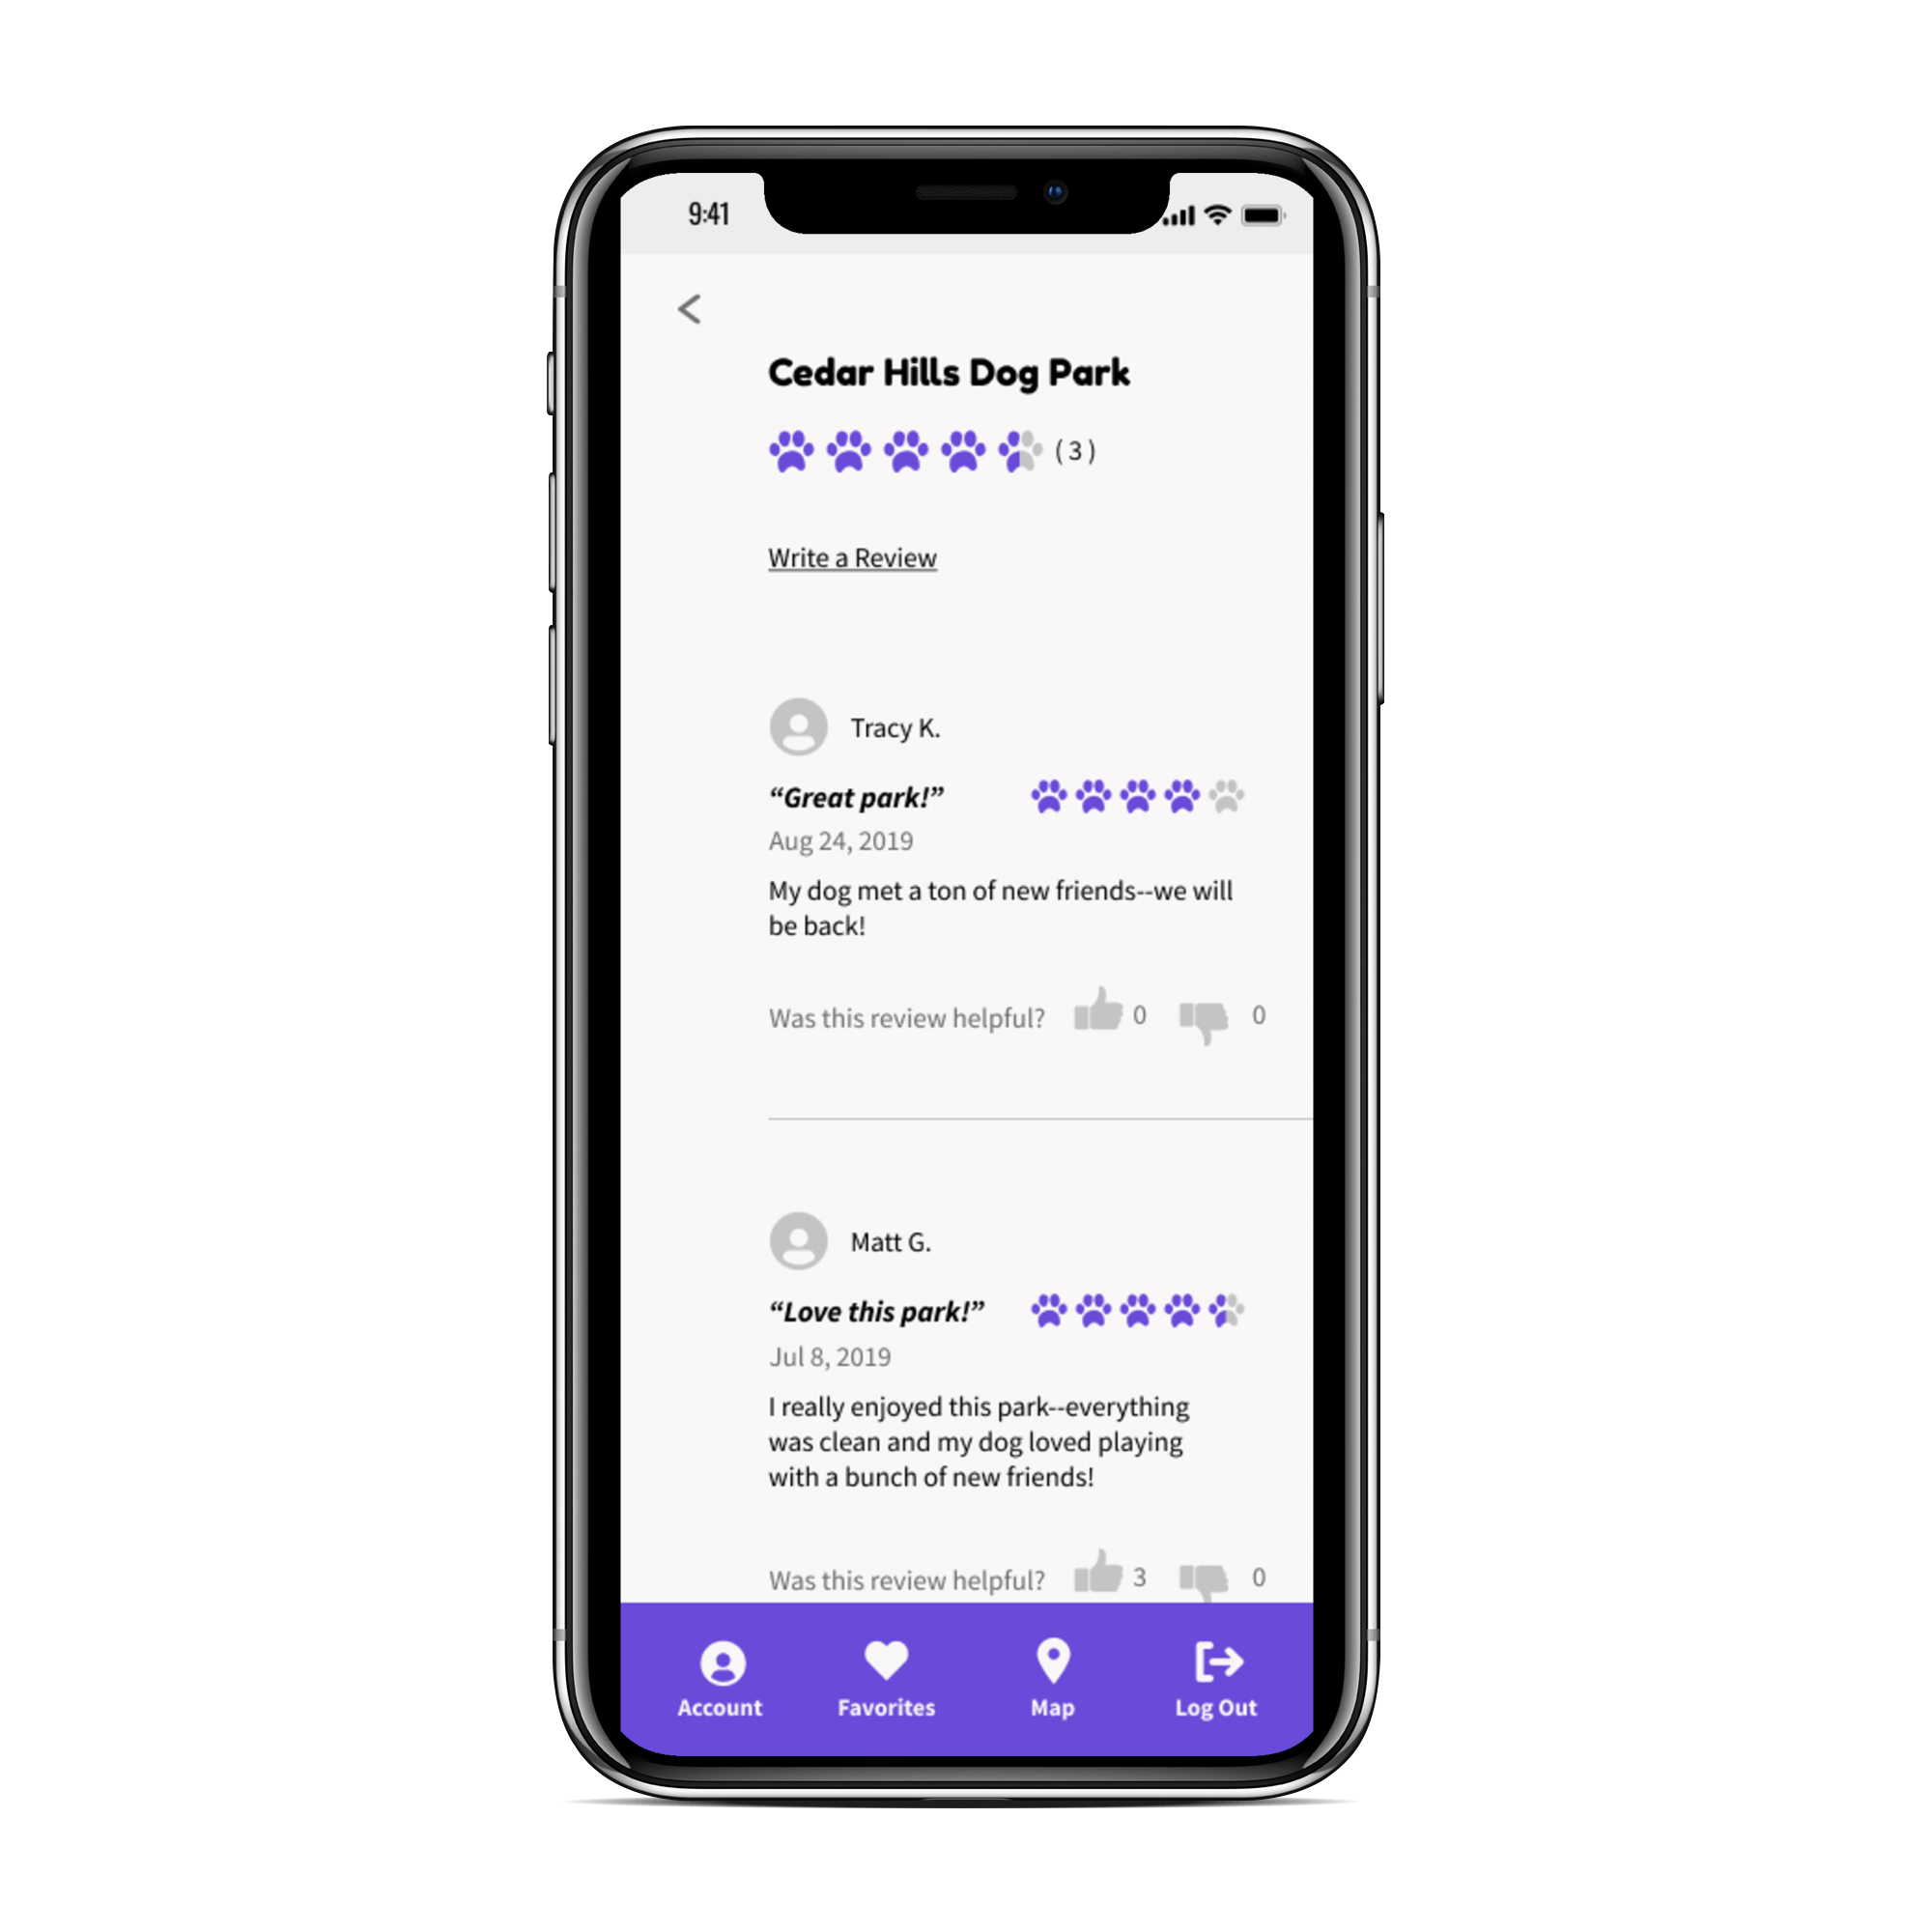 9:41
Cedar Hills Dog Park
( 3 )
Write a Review
Tracy K.
“Great park!”
Aug 24, 2019
My dog met a ton of new friends--we will
be back!
Was this review helpful? 0 0
Matt G.
“Love this park!”
Jul 8, 2019
I really enjoyed this park--everything
was clean and my dog loved playing
with a bunch of new friends!
Was this review helpful? 3 0
Account Favorites Map Log Out